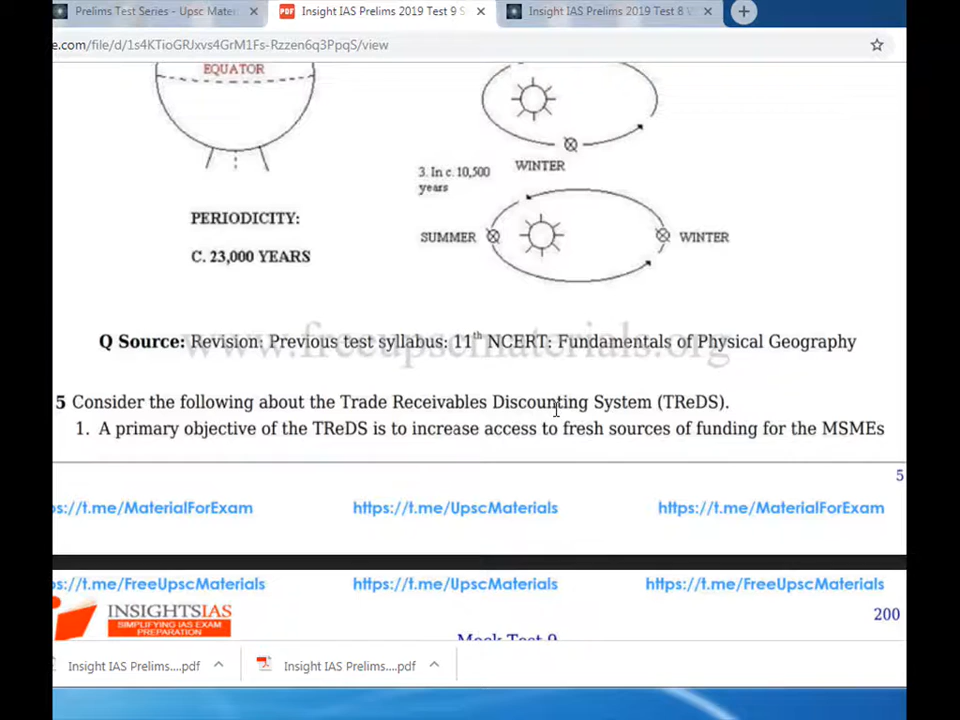 Prelims Test Series - Upsc Mater
Insight IAS Prelims 2019 Test 9 S
Insight IAS Prelims 2019 Test 8
e.com/file/d/1s4KTioGRJxvs4GrM1Fs-Rzzen6q3PpqS/view
EQUATOR
WINTER
3. In c. 10,500
years
PERIODICITY:
SUMMER
WINTER
C. 23,000 YEARS
www.freeupscmaterials.org
Q Source: Revision: Previous test syllabus: 11th NCERT: Fundamentals of Physical Geography
5 Consider the following about the Trade Receivables Discounting System (TReDS).
1. A primary objective of the TReDS is to increase access to fresh sources of funding for the MSMEs
5
s://t.me/MaterialForExam
https://t.me/UpscMaterials
https://t.me/MaterialForExam
s://t.me/FreeUpscMaterials
https://t.me/UpscMaterials
https://t.me/FreeUpscMaterials
INSIGHTSIAS
SIMPLIFYING IAS EXAM
PREPARATION
200
Mock Test 9
Insight IAS Prelims....pdf
Insight IAS Prelims....pdf